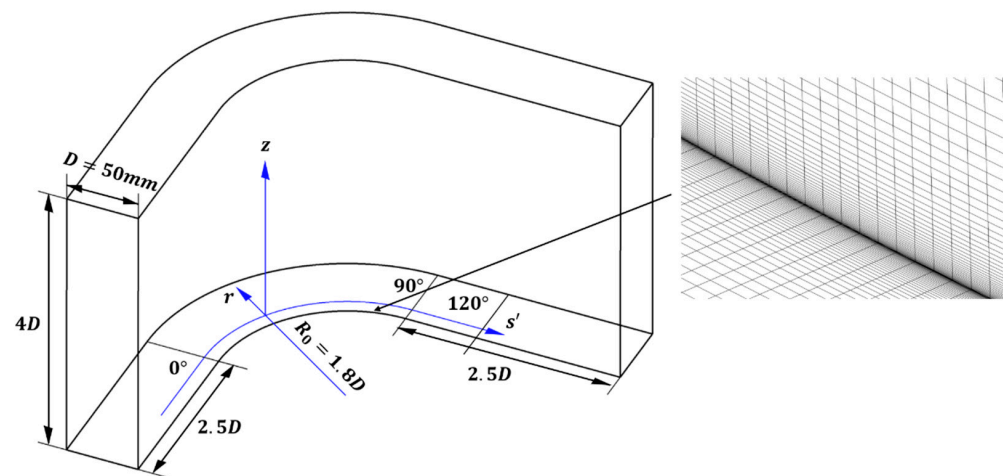 D = 50mm
z
4D
r
90°
120°
s'
0°
R₀ = 1.8D
2.5D
2.5D